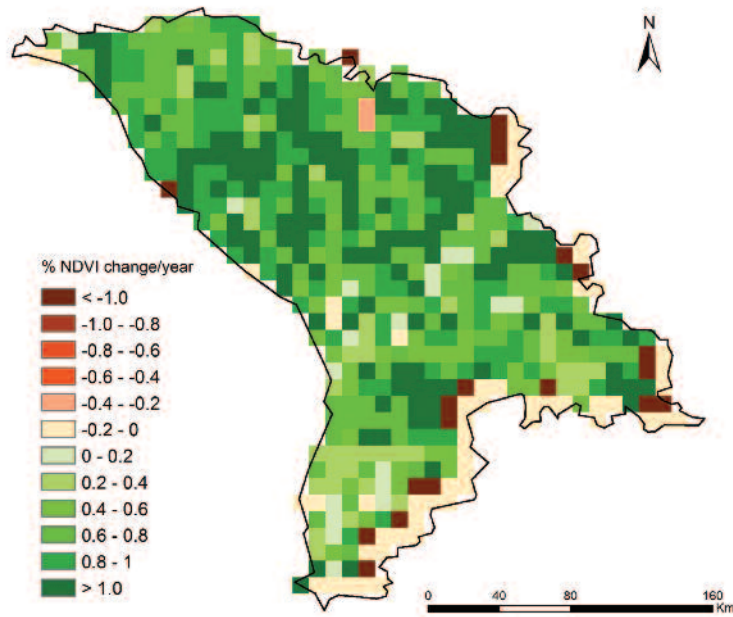 N
% NDVI change/year
< -1.0
-1.0 - -0.8
-0.8 - -0.6
-0.6 - -0.4
-0.4 - -0.2
-0.2 - 0
0 - 0.2
0.2 - 0.4
0.4 - 0.6
0.6 - 0.8
0.8 - 1
> 1.0
0 40 80 160
Km